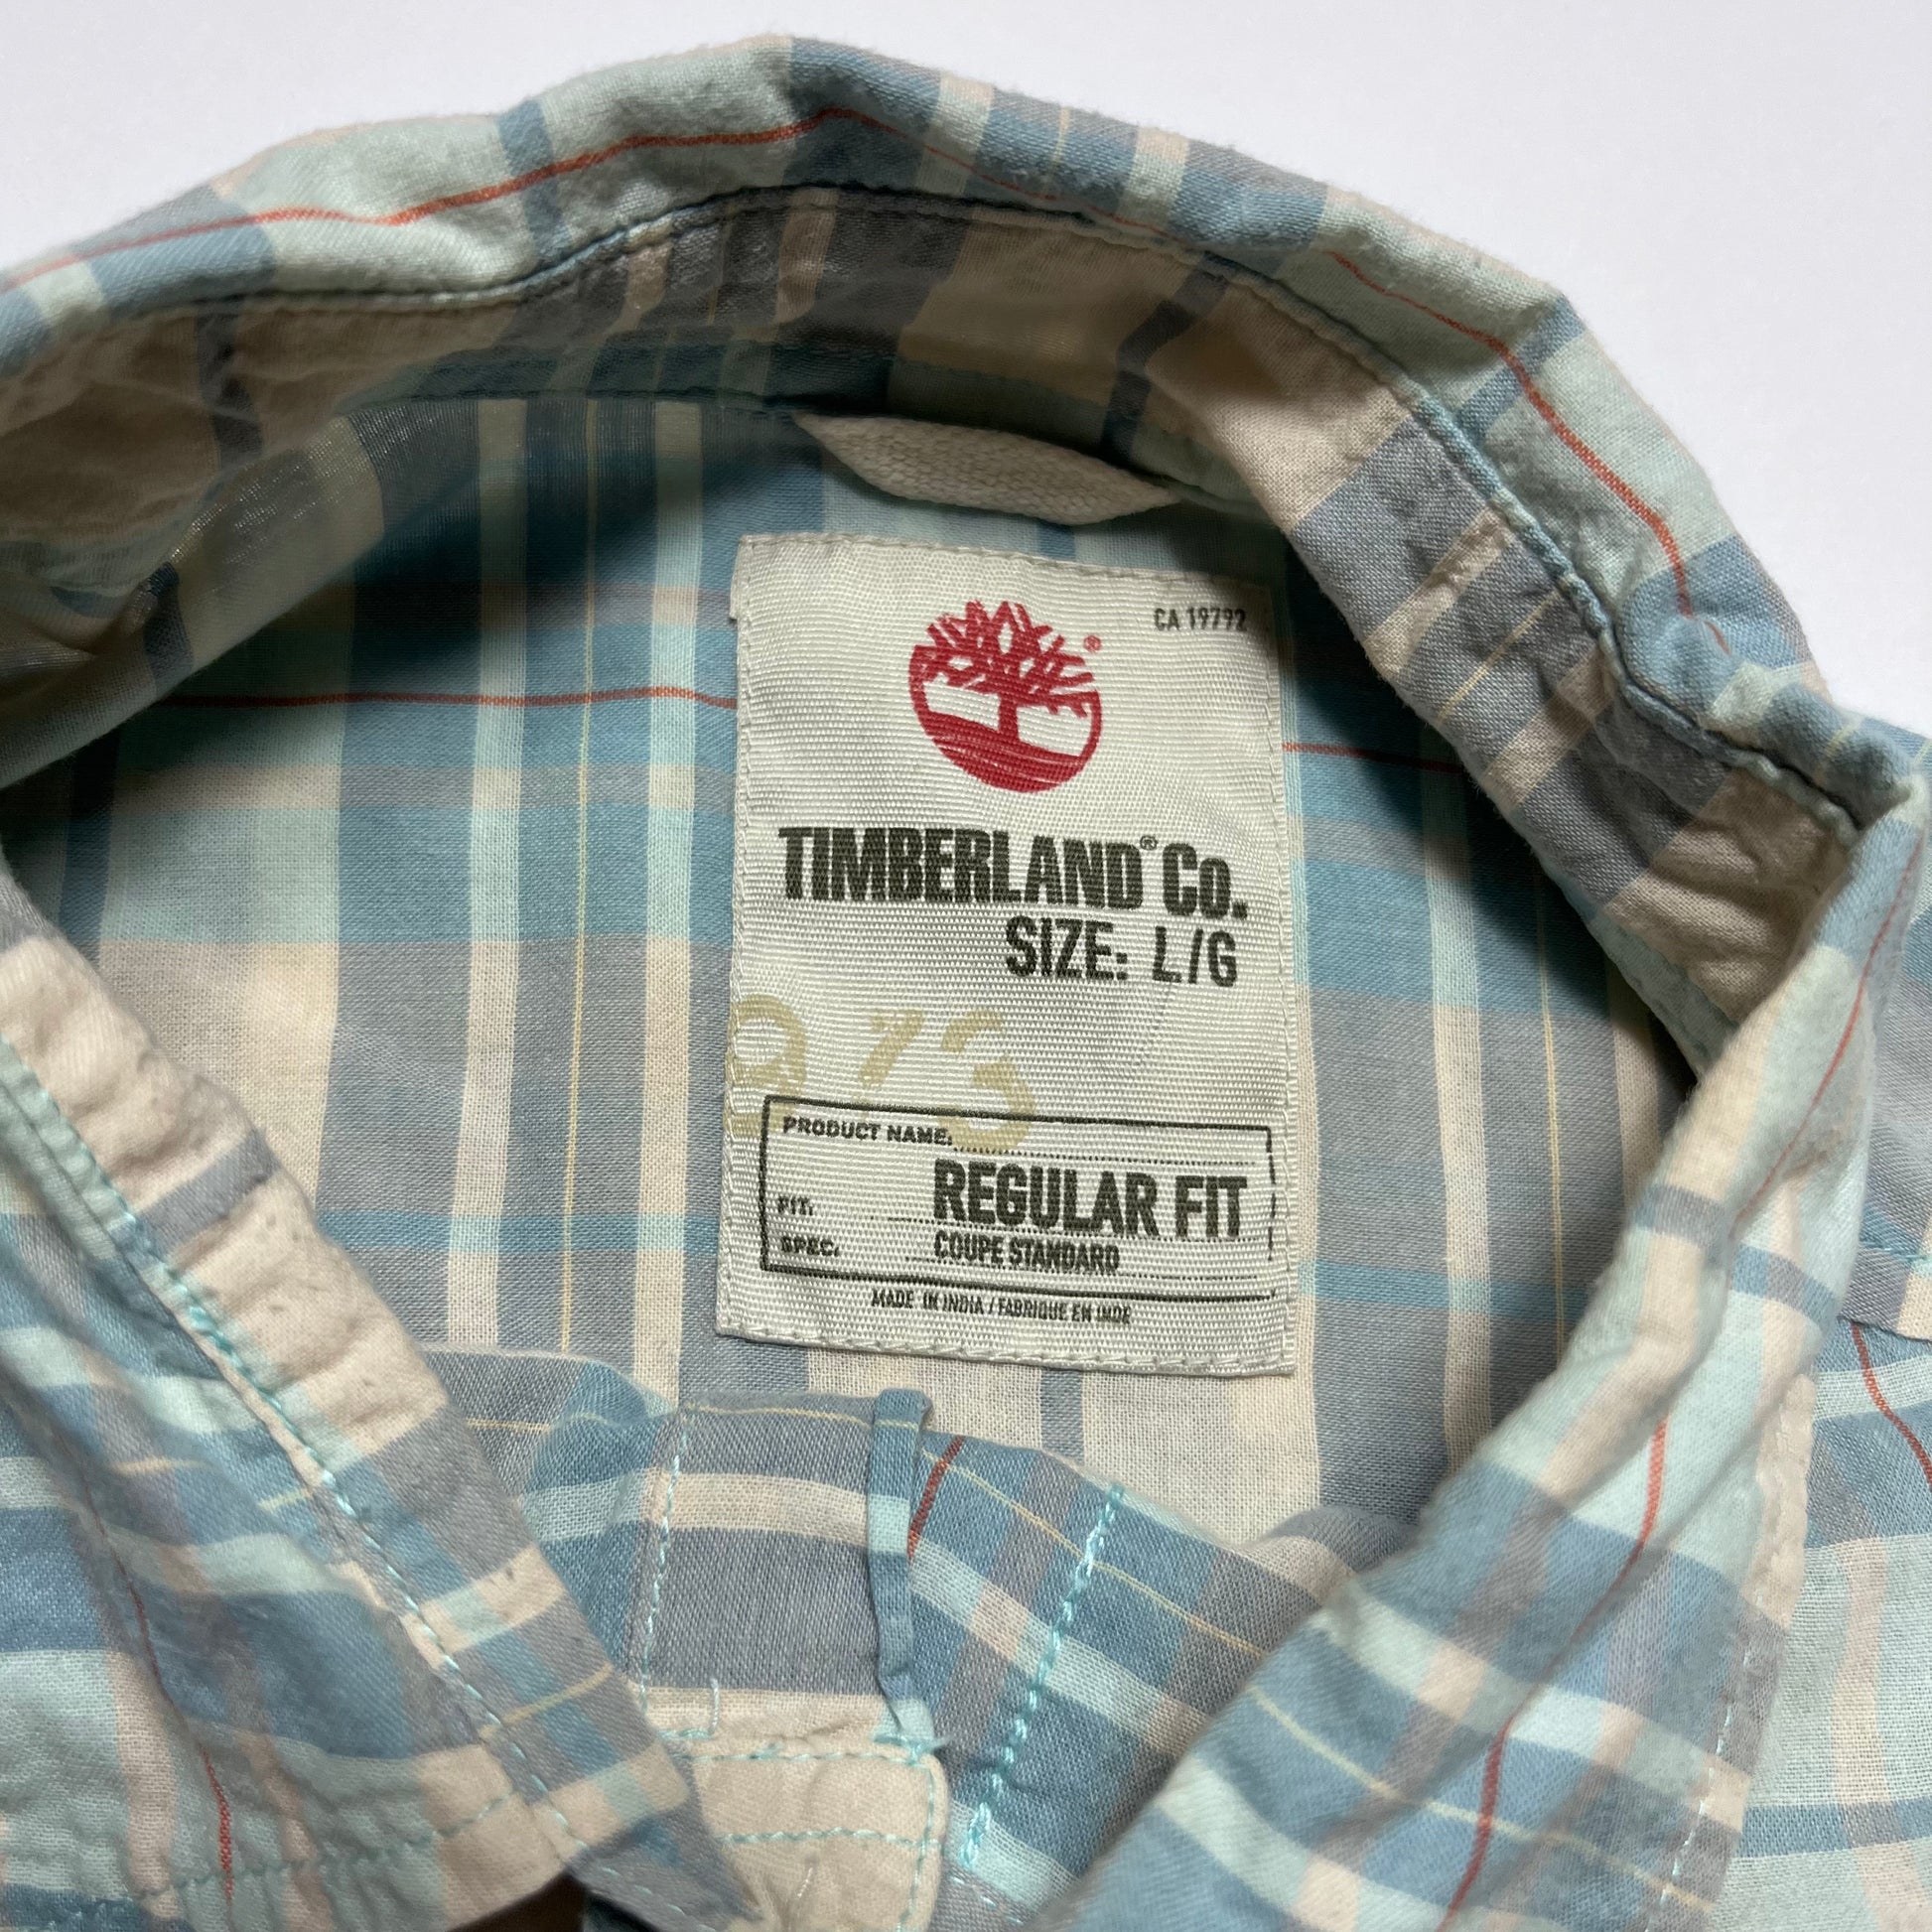 CA 19792
®
TIMBERLAND® Co.
SIZE: L/G
PRODUCT NAME.
FIT. REGULAR FIT
SPEC. COUPE STANDARD
MADE IN INDIA / FABRIQUE EN INDE